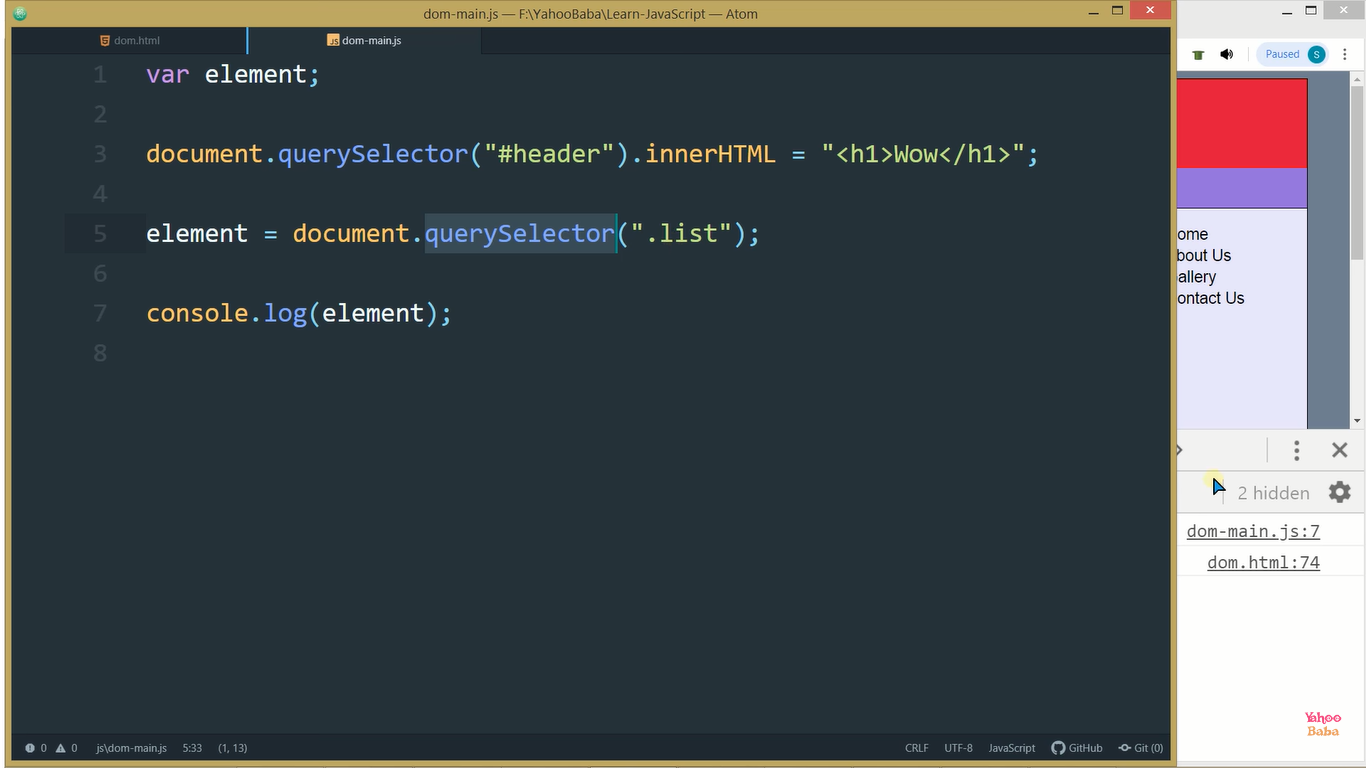 dom-main.js — F:\YahooBaba\Learn-JavaScript — Atom
dom.html
dom-main.js
1 var element;
2
3 document.querySelector("#header").innerHTML = "<h1>Wow</h1>";
4
5 element = document.querySelector(".list");
6
7 console.log(element);
8
0 0 js\dom-main.js 5:33 (1, 13) CRLF UTF-8 JavaScript GitHub Git (0)
Paused S
ome
bout Us
allery
ontact Us
2 hidden
dom-main.js:7
dom.html:74
Yahoo
Baba